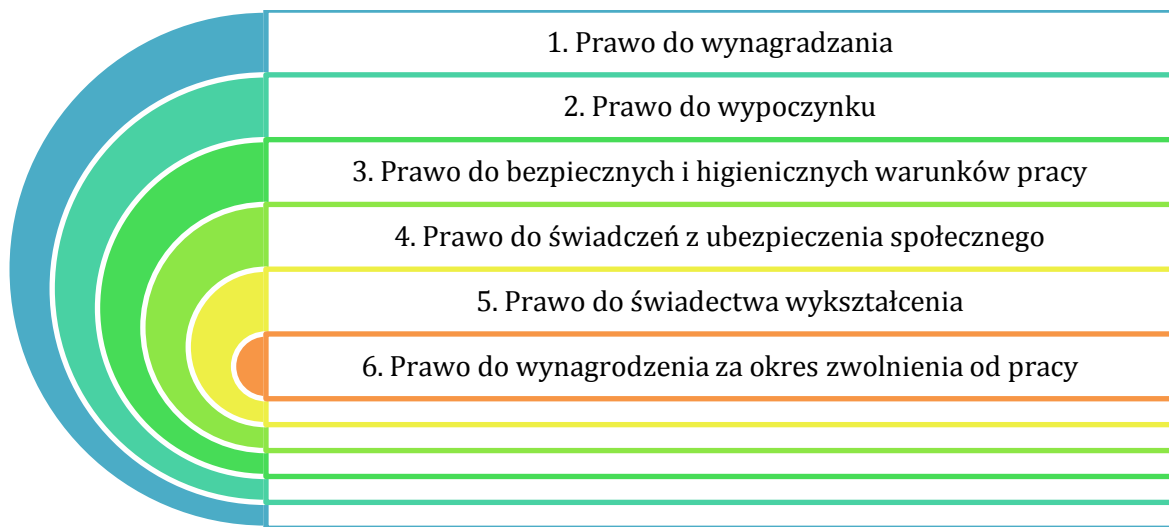 1. Prawo do wynagradzania
2. Prawo do wypoczynku
3. Prawo do bezpiecznych i higienicznych warunków pracy
4. Prawo do świadczeń z ubezpieczenia społecznego
5. Prawo do świadectwa wykształcenia
6. Prawo do wynagrodzenia za okres zwolnienia od pracy